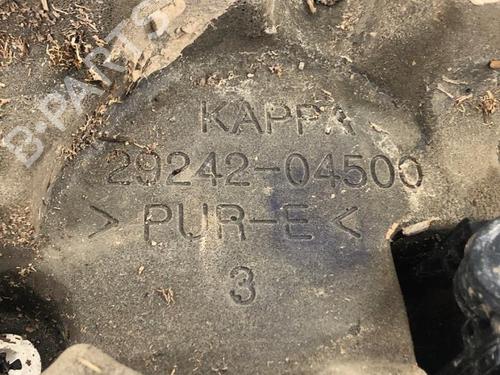 B-PARTS
KAPPA
29242-04500
> PUR-E <
3